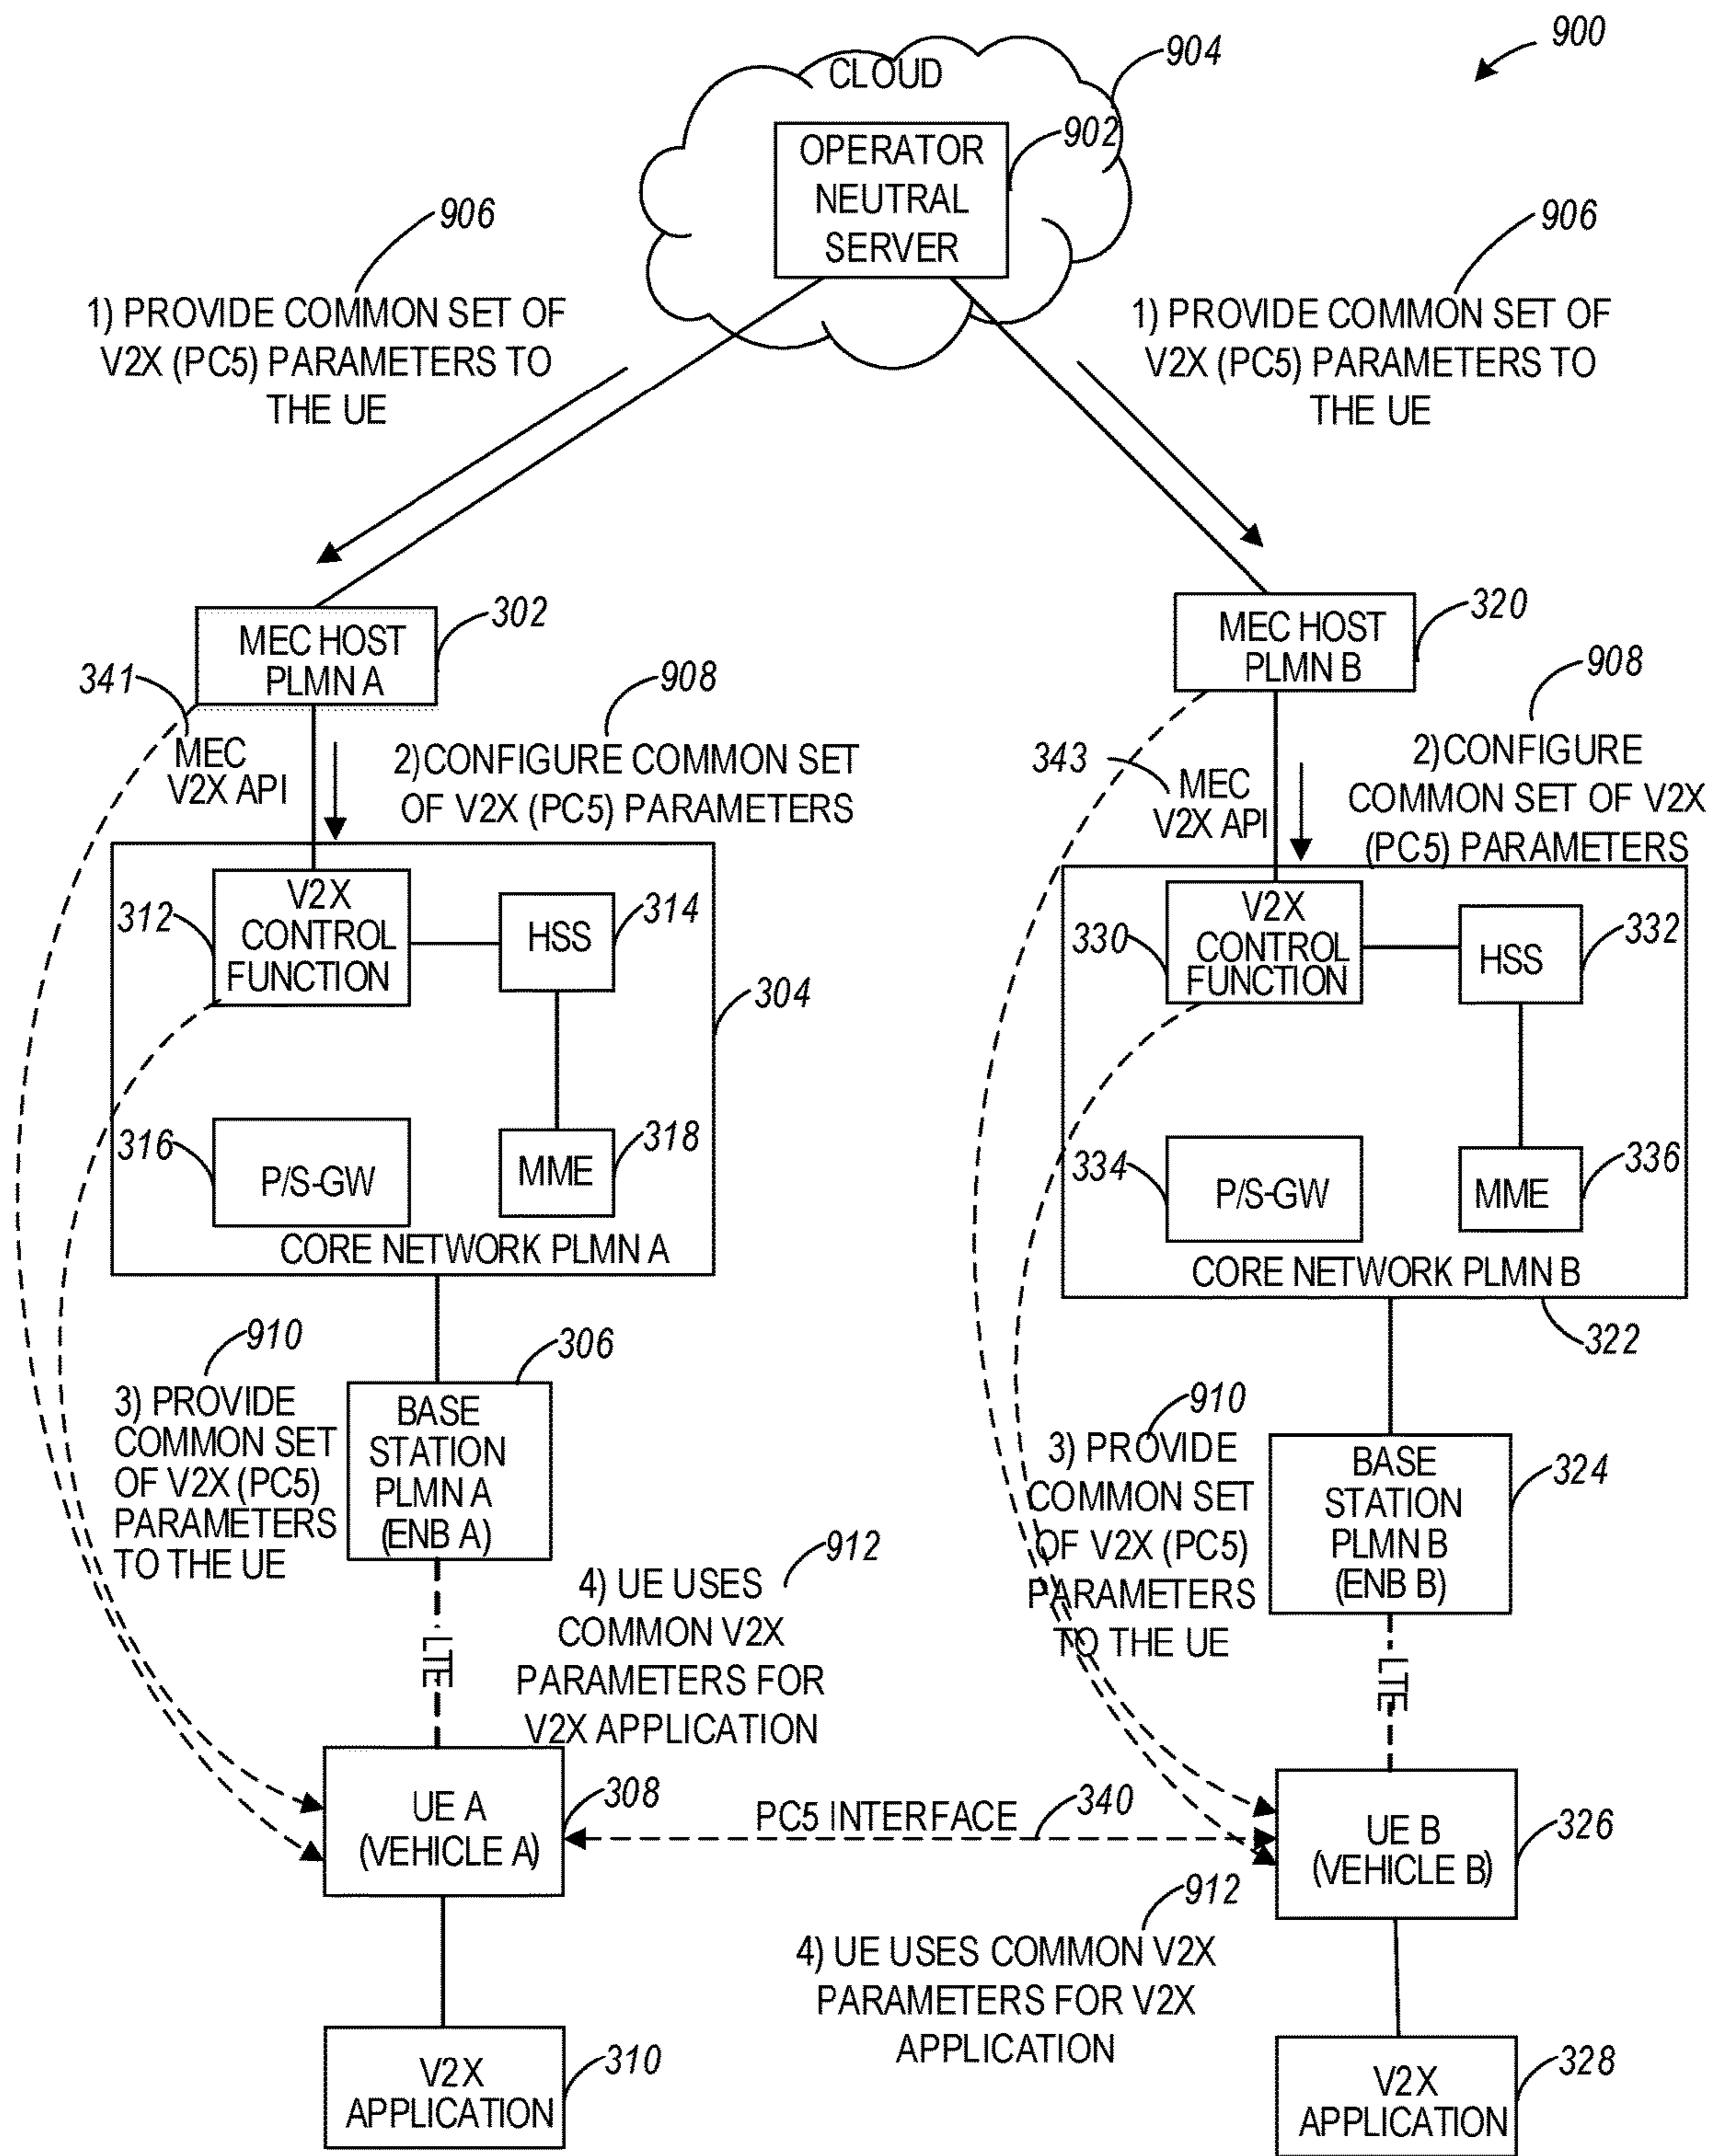 900
904
CLOUD
902
OPERATOR
NEUTRAL
SERVER
906
1) PROVIDE COMMON SET OF
V2X (PC5) PARAMETERS TO
THE UE
906
1) PROVIDE COMMON SET OF
V2X (PC5) PARAMETERS TO
THE UE
302
MEC HOST
PLMN A
341
MEC
V2X API
908
2)CONFIGURE COMMON SET
OF V2X (PC5) PARAMETERS
320
MEC HOST
PLMN B
343
MEC
V2X API
908
2)CONFIGURE
COMMON SET OF V2X
(PC5) PARAMETERS
312
V2X
CONTROL
FUNCTION
HSS
314
304
316
P/S-GW
MME
318
CORE NETWORK PLMN A
330
V2X
CONTROL
FUNCTION
HSS
332
334
P/S-GW
MME
336
CORE NETWORK PLMN B
322
910
3) PROVIDE
COMMON SET
OF V2X (PC5)
PARAMETERS
TO THE UE
306
BASE
STATION
PLMN A
(ENB A)
LTE
912
4) UE USES
COMMON V2X
PARAMETERS FOR
V2X APPLICATION
910
3) PROVIDE
COMMON SET
OF V2X (PC5)
PARAMETERS
TO THE UE
324
BASE
STATION
PLMN B
(ENB B)
LTE
UE A
(VEHICLE A)
308
PC5 INTERFACE
340
UE B
(VEHICLE B)
326
912
4) UE USES COMMON V2X
PARAMETERS FOR V2X
APPLICATION
V2X
APPLICATION
310
V2X
APPLICATION
328